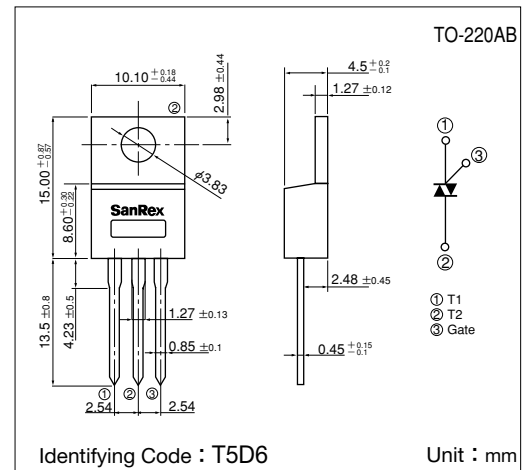 TO-220AB
10.10 +0.18 −0.44
2.98 ±0.44
4.5 +0.2 −0.1
1.27 ±0.12
②
φ3.83
15.00 +0.87 −0.57
8.60 +0.30 −0.22
SanRex
13.5 ±0.8
4.23 ±0.5
1.27 ±0.13
0.85 ±0.1
① ② ③
2.54 2.54
2.48 ±0.45
0.45 +0.15 −0.1
①
③
②
① T1
② T2
③ Gate
Identifying Code：T5D6
Unit：mm